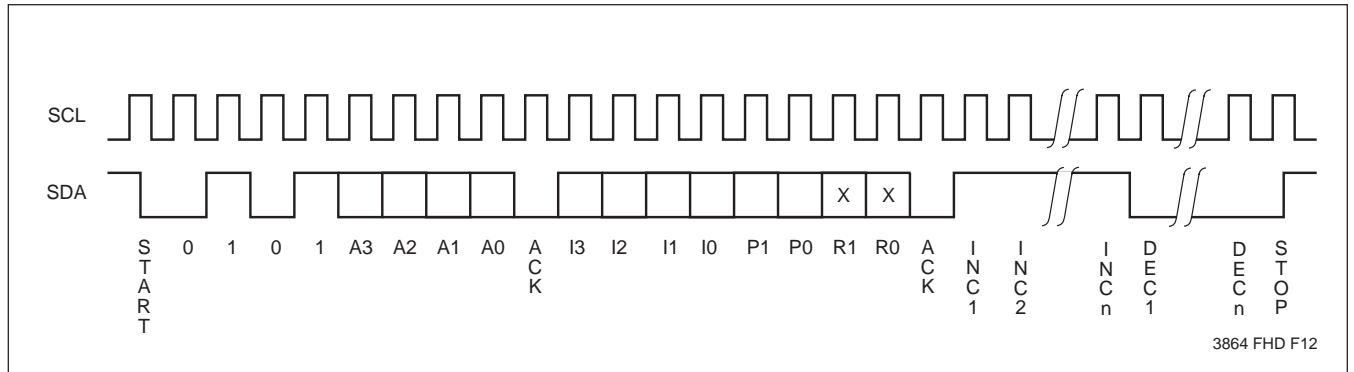 SCL
SDA
X X
START 0 1 0 1 A3 A2 A1 A0 ACK I3 I2 I1 I0 P1 P0 R1 R0 ACK INC1 INC2 INCn DEC1 DECn STOP
3864 FHD F12